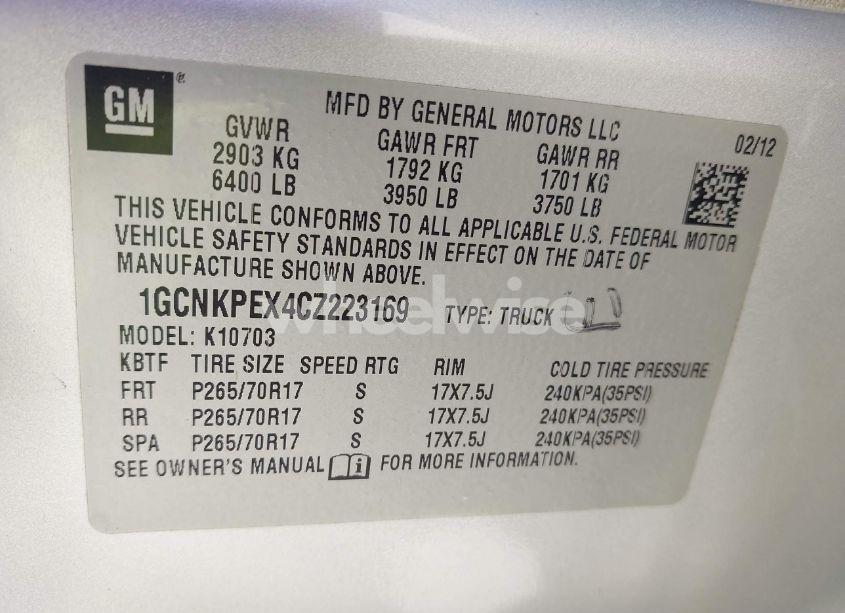 GM ®
MFD BY GENERAL MOTORS LLC
02/12
GVWR GAWR FRT GAWR RR
2903 KG 1792 KG 1701 KG
6400 LB 3950 LB 3750 LB
THIS VEHICLE CONFORMS TO ALL APPLICABLE U.S. FEDERAL MOTOR
VEHICLE SAFETY STANDARDS IN EFFECT ON THE DATE OF
MANUFACTURE SHOWN ABOVE.
1GCNKPEX4CZ223169 TYPE: TRUCK
wheelwise
MODEL: K10703
KBTF TIRE SIZE SPEED RTG RIM COLD TIRE PRESSURE
FRT P265/70R17 S 17X7.5J 240KPA(35PSI)
RR P265/70R17 S 17X7.5J 240KPA(35PSI)
SPA P265/70R17 S 17X7.5J 240KPA(35PSI)
SEE OWNER'S MANUAL i FOR MORE INFORMATION.